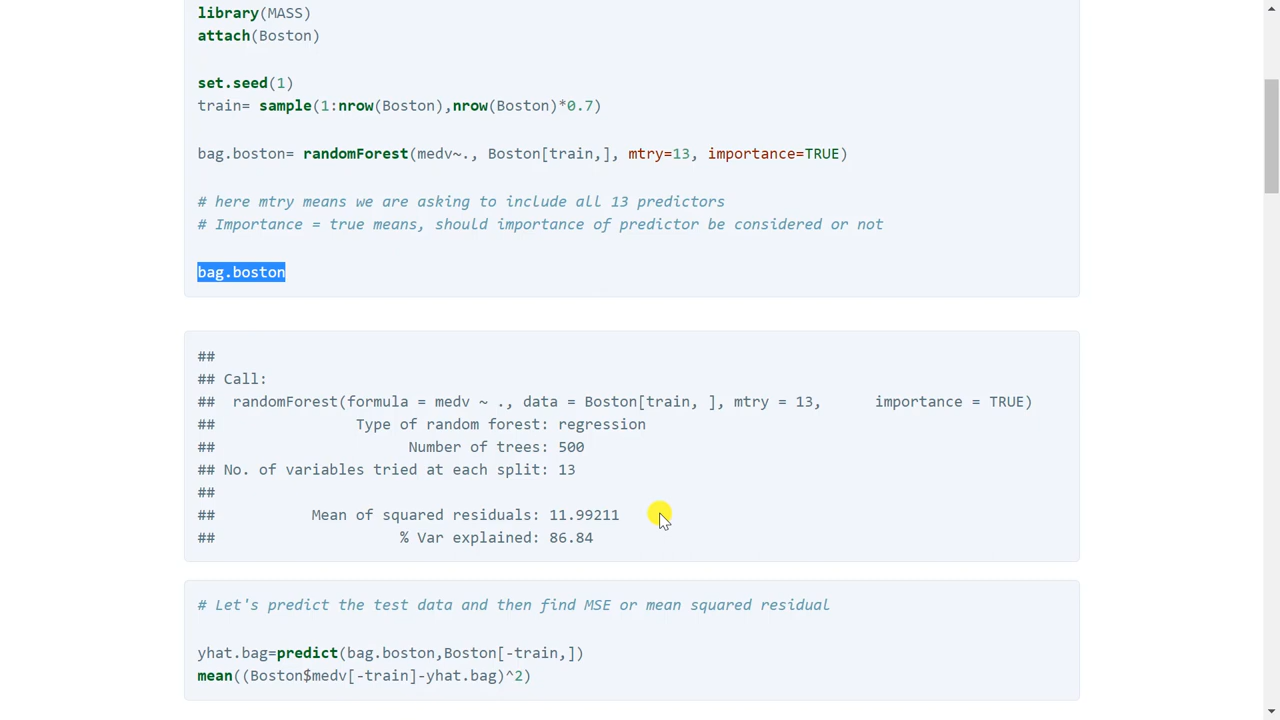 library(MASS)
attach(Boston)
set.seed(1)
train= sample(1:nrow(Boston),nrow(Boston)*0.7)
bag.boston= randomForest(medv~., Boston[train,], mtry=13, importance=TRUE)
# here mtry means we are asking to include all 13 predictors
# Importance = true means, should importance of predictor be considered or not
bag.boston
##
## Call:
##  randomForest(formula = medv ~ ., data = Boston[train, ], mtry = 13,      importance = TRUE)
##                Type of random forest: regression
##                      Number of trees: 500
## No. of variables tried at each split: 13
##
##           Mean of squared residuals: 11.99211
##                     % Var explained: 86.84
# Let's predict the test data and then find MSE or mean squared residual
yhat.bag=predict(bag.boston,Boston[-train,])
mean((Boston$medv[-train]-yhat.bag)^2)